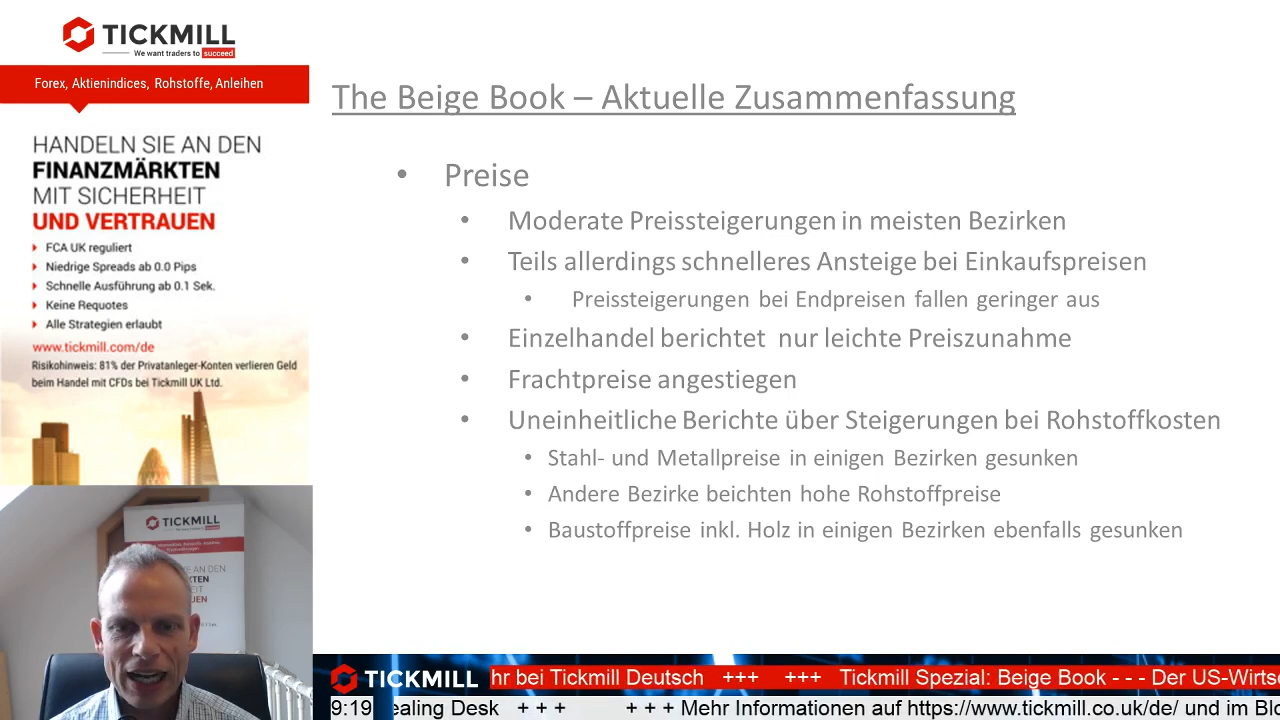 TICKMILL
We want traders to succeed
Forex, Aktienindices, Rohstoffe, Anleihen
HANDELN SIE AN DEN
FINANZMÄRKTEN
MIT SICHERHEIT
UND VERTRAUEN
FCA UK reguliert
Niedrige Spreads ab 0.0 Pips
Schnelle Ausführung ab 0.1 Sek.
Keine Requotes
Alle Strategien erlaubt
www.tickmill.com/de
Risikohinweis: 81% der Privatanleger-Konten verlieren Geld
beim Handel mit CFDs bei Tickmill UK Ltd.
The Beige Book – Aktuelle Zusammenfassung
• Preise
• Moderate Preissteigerungen in meisten Bezirken
• Teils allerdings schnelleres Ansteige bei Einkaufspreisen
• Preissteigerungen bei Endpreisen fallen geringer aus
• Einzelhandel berichtet nur leichte Preiszunahme
• Frachtpreise angestiegen
• Uneinheitliche Berichte über Steigerungen bei Rohstoffkosten
• Stahl- und Metallpreise in einigen Bezirken gesunken
• Andere Bezirke beichten hohe Rohstoffpreise
• Baustoffpreise inkl. Holz in einigen Bezirken ebenfalls gesunken
TICKMILL
TICKMILL hr bei Tickmill Deutsch +++ +++ Tickmill Spezial: Beige Book - - - Der US-Wirts
9:19 ealing Desk + + + + + + Mehr Informationen auf https://www.tickmill.co.uk/de/ und im Blo